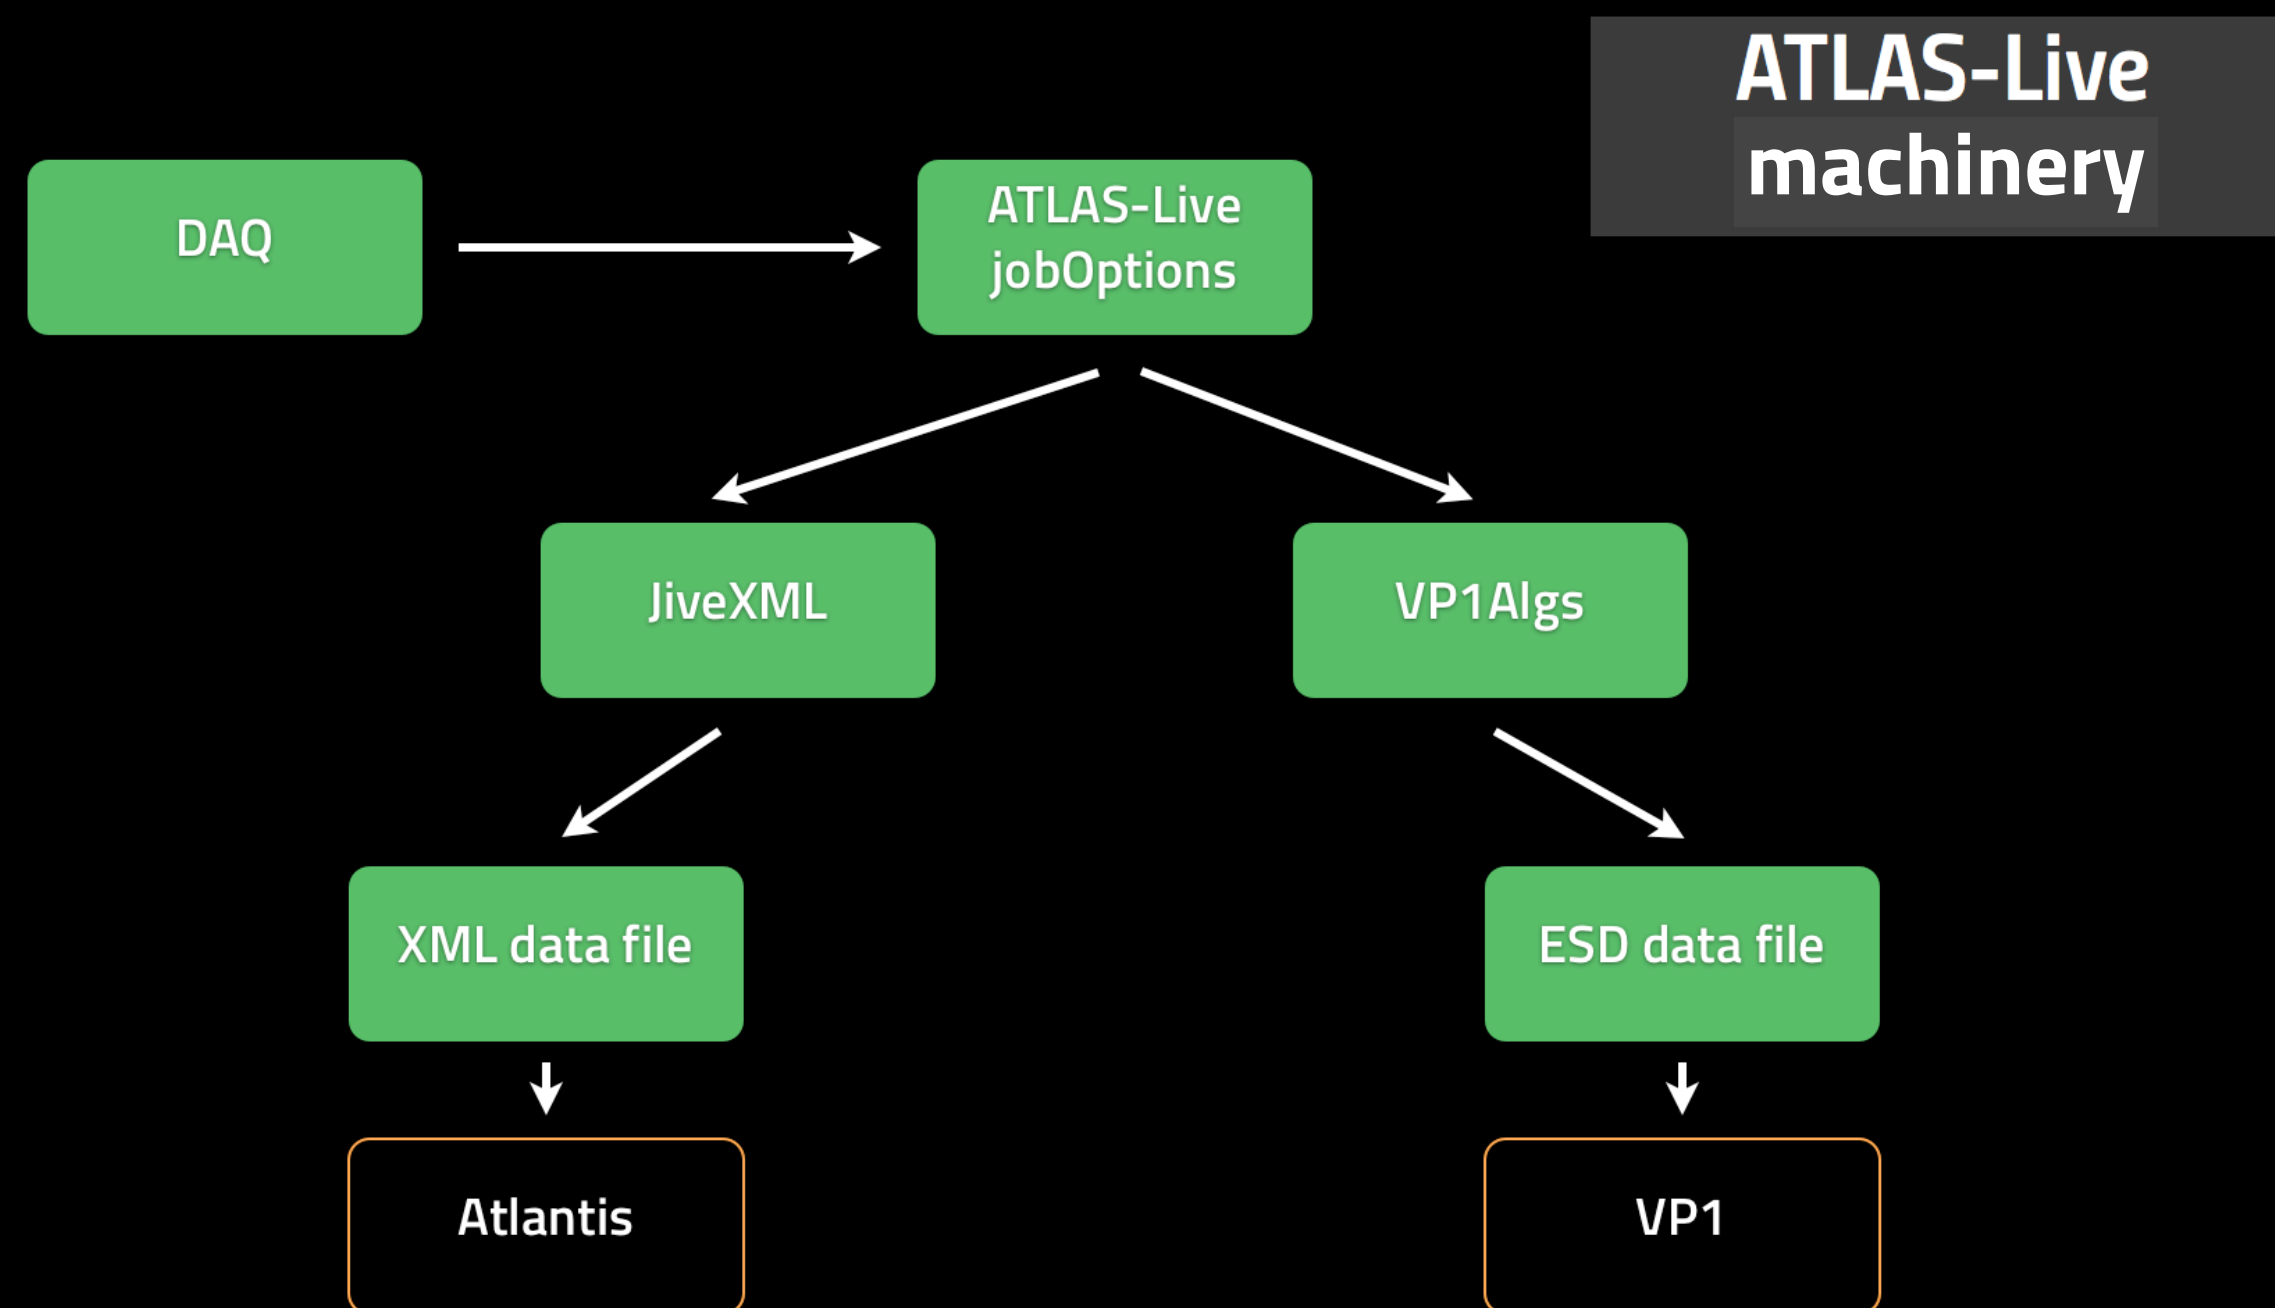 ATLAS-Live
machinery
DAQ
ATLAS-Live
jobOptions
JiveXML
VP1Algs
XML data file
ESD data file
Atlantis
VP1